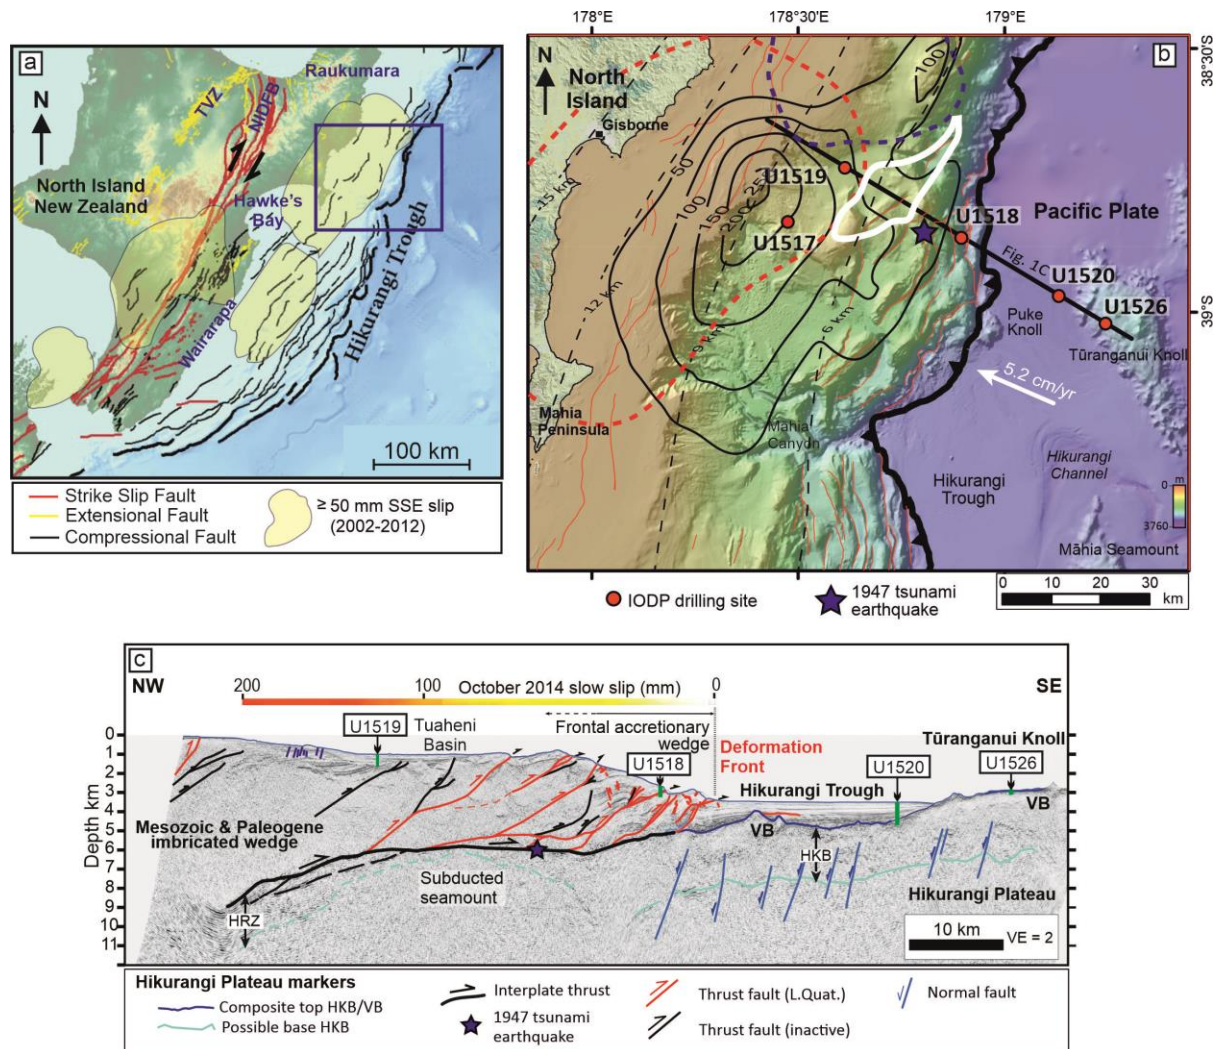 a
N
TVZ
NIDFB
Raukumara
North Island
New Zealand
Hawke's
Bay
Wairarapa
Hikurangi Trough
100 km
Strike Slip Fault
Extensional Fault
Compressional Fault
≥ 50 mm SSE slip
(2002-2012)
178°E
178°30'E
179°E
38°30'S
39°S
b
N
North
Island
Gisborne
15 km
12 km
9 km
6 km
50
100
150
200
250
100
U1519
U1517
U1518
U1520
U1526
Fig. 1C
Pacific Plate
Puke
Knoll
Tūranganui Knoll
5.2 cm/yr
Mahia
Peninsula
Mahia
Canyon
Hikurangi
Channel
Hikurangi
Trough
Māhia Seamount
0 m
3760
0 10 20 30
km
IODP drilling site
1947 tsunami
earthquake
c
NW
SE
200
100
October 2014 slow slip (mm)
0
U1519
Tuaheni
Basin
Frontal accretionary
wedge
U1518
Deformation
Front
Hikurangi Trough
U1520
Tūranganui Knoll
U1526
VB
VB
HKB
Depth km
0
1
2
3
4
5
6
7
8
9
10
11
Mesozoic & Paleogene
imbricated wedge
HRZ
Subducted
seamount
Hikurangi Plateau
10 km
VE = 2
Hikurangi Plateau markers
Composite top HKB/VB
Possible base HKB
Interplate thrust
1947 tsunami
earthquake
Thrust fault (L.Quat.)
Thrust fault (inactive)
Normal fault